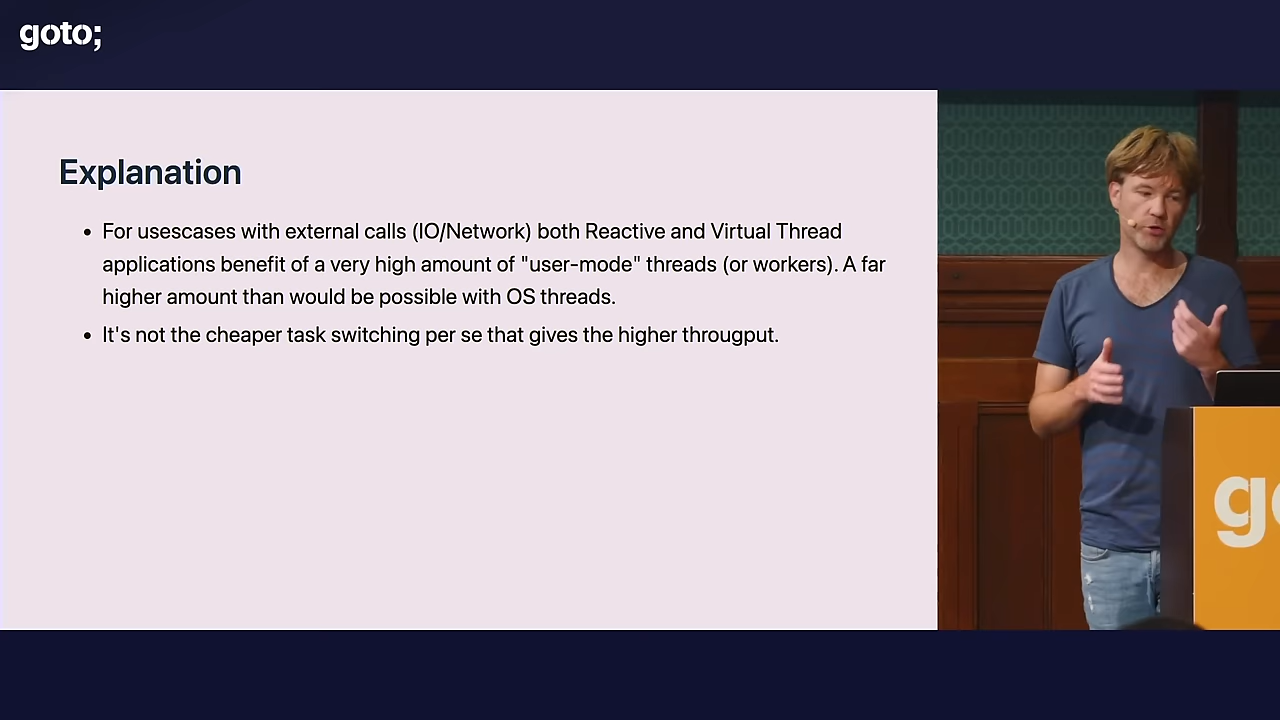 goto;
Explanation
• For usescases with external calls (IO/Network) both Reactive and Virtual Thread
applications benefit of a very high amount of "user-mode" threads (or workers). A far
higher amount than would be possible with OS threads.
• It's not the cheaper task switching per se that gives the higher througput.
go